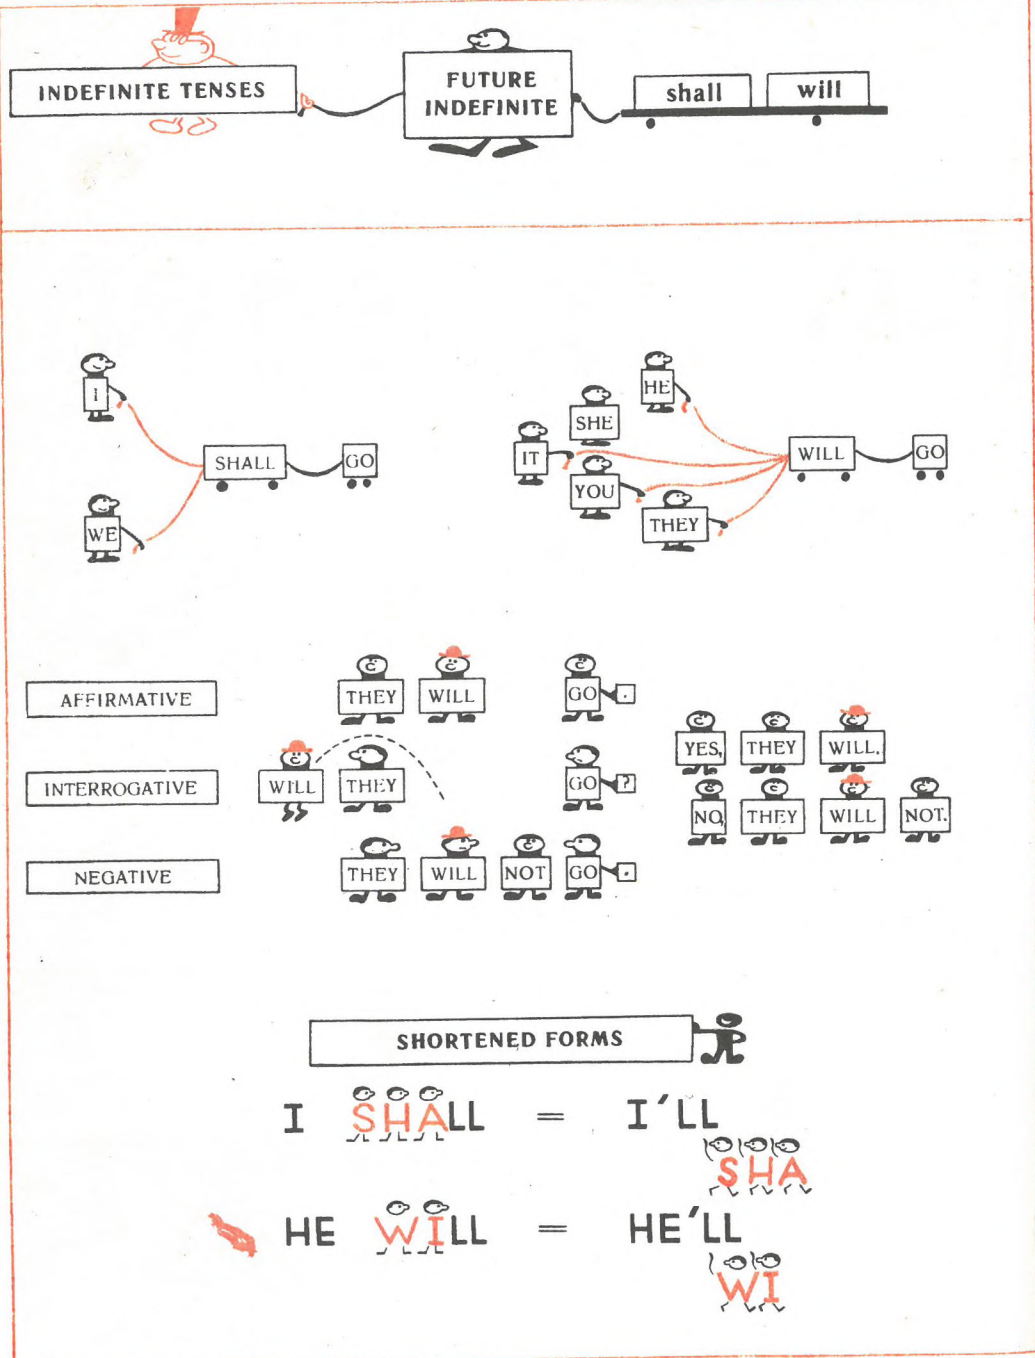 INDEFINITE TENSES
FUTURE
INDEFINITE
shall will
I
WE
SHALL GO
HE
SHE
IT
YOU
THEY
WILL GO
AFFIRMATIVE THEY WILL GO .
INTERROGATIVE WILL THEY GO ?
NEGATIVE THEY WILL NOT GO .
YES, THEY WILL.
NO, THEY WILL NOT.
SHORTENED FORMS
I SHALL = I'LL
SHA
HE WILL = HE'LL
WI